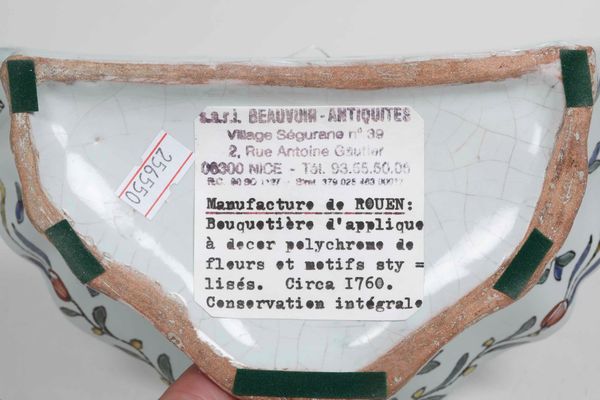 s.a.r.l. BEAUVOIR - ANTIQUITES
Village Ségurane n° 39
2, Rue Antoine Gautier
06300 NICE - Tél. 93.55.50.05
Manufacture de ROUEN:
Bouquetière d'applique
à decor polychrome de
fleurs et motifs sty =
lisés. Circa I760.
Conservation intégrale
256550